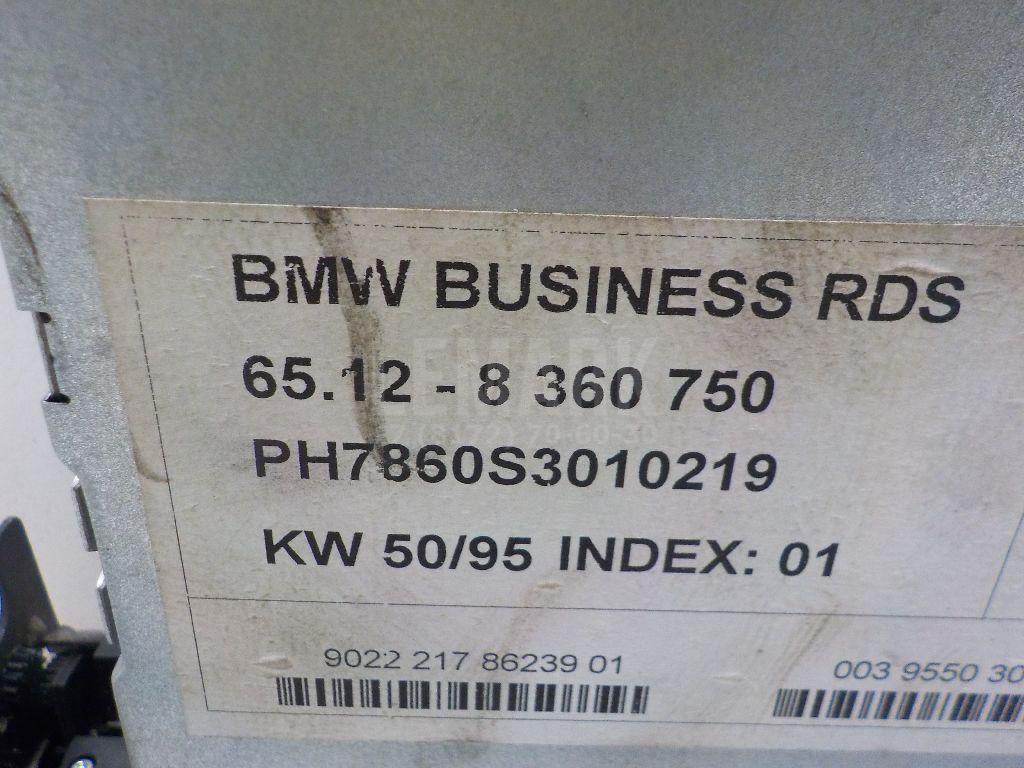 BMW BUSINESS RDS
65.12 - 8 360 750
LEMARK
PH7860S3010219
KW 50/95 INDEX: 01
9022 217 86239 01
003 9550 30